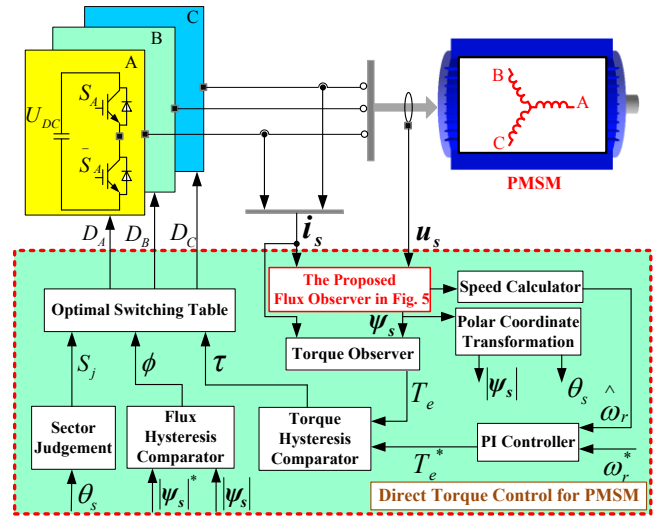 C
B
A
S_A
U_DC
S̄_A
B
A
C
PMSM
D_A D_B D_C
i_s
u_s
The Proposed
Flux Observer in Fig. 5
Speed Calculator
Optimal Switching Table
ψ_s
Polar Coordinate
Transformation
Torque Observer
S_j
ϕ
τ
|ψ_s|
θ_s
T_e
ω̂_r
Sector
Judgement
Flux
Hysteresis
Comparator
Torque
Hysteresis
Comparator
PI Controller
T_e^*
ω_r^*
θ_s
|ψ_s|^*
|ψ_s|
Direct Torque Control for PMSM